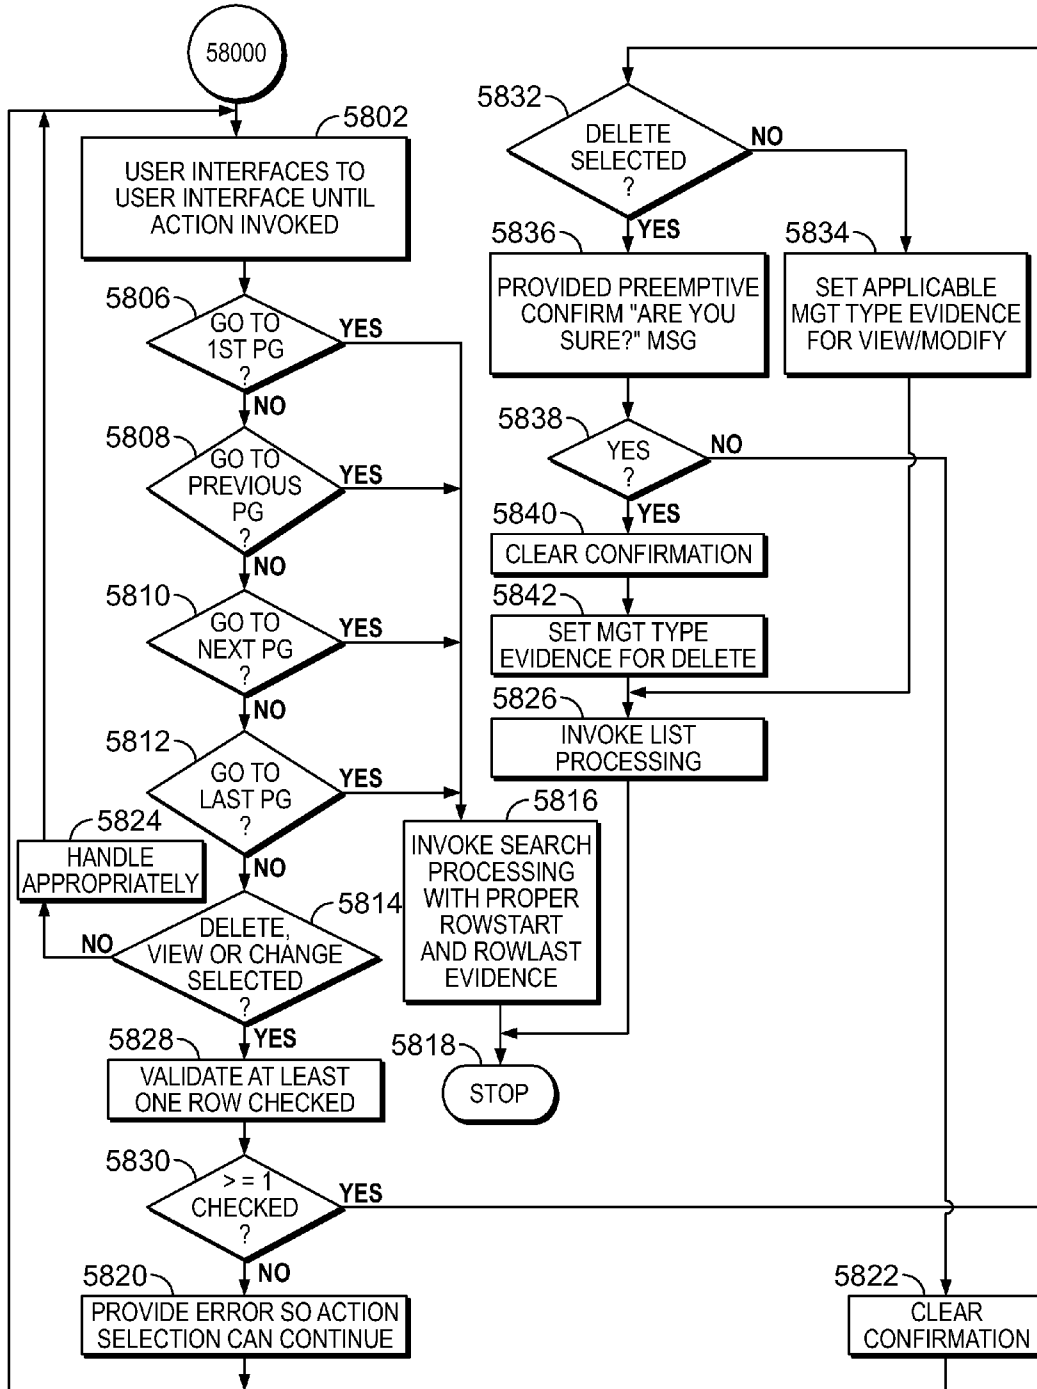 58000
5802
USER INTERFACES TO
USER INTERFACE UNTIL
ACTION INVOKED
5806
GO TO
1ST PG
?
YES
NO
5808
GO TO
PREVIOUS
PG
?
YES
NO
5810
GO TO
NEXT PG
?
YES
NO
5812
GO TO
LAST PG
?
YES
NO
5824
HANDLE
APPROPRIATELY
5814
DELETE,
VIEW OR CHANGE
SELECTED
?
NO
YES
5828
VALIDATE AT LEAST
ONE ROW CHECKED
5830
> = 1
CHECKED
?
YES
NO
5820
PROVIDE ERROR SO ACTION
SELECTION CAN CONTINUE
5832
DELETE
SELECTED
?
NO
YES
5836
PROVIDED PREEMPTIVE
CONFIRM "ARE YOU
SURE?" MSG
5834
SET APPLICABLE
MGT TYPE EVIDENCE
FOR VIEW/MODIFY
5838
YES
?
NO
YES
5840
CLEAR CONFIRMATION
5842
SET MGT TYPE
EVIDENCE FOR DELETE
5826
INVOKE LIST
PROCESSING
5816
INVOKE SEARCH
PROCESSING
WITH PROPER
ROWSTART
AND ROWLAST
EVIDENCE
5818
STOP
5822
CLEAR
CONFIRMATION